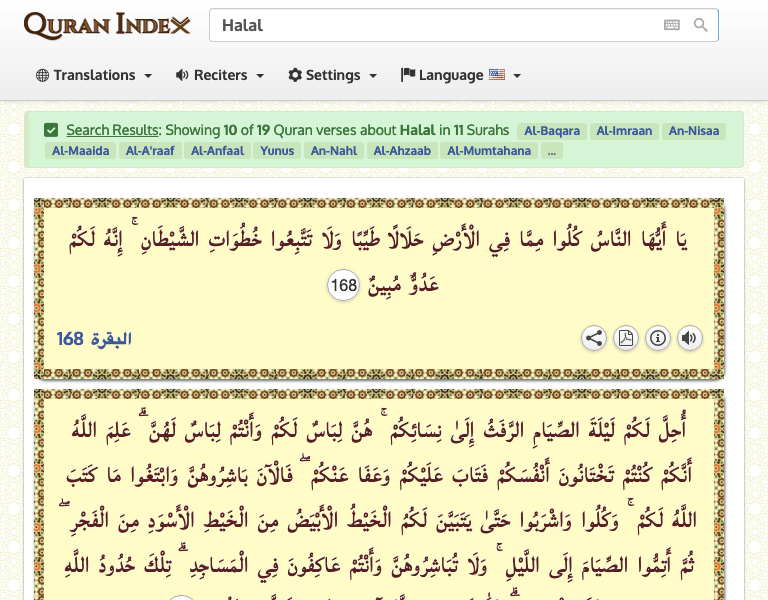 QURAN INDEX
Halal
Translations Reciters Settings Language
Search Results: Showing 10 of 19 Quran verses about Halal in 11 Surahs Al-Baqara Al-Imraan An-Nisaa
Al-Maaida Al-A'raaf Al-Anfaal Yunus An-Nahl Al-Ahzaab Al-Mumtahana ...
يَا أَيُّهَا النَّاسُ كُلُوا مِمَّا فِي الْأَرْضِ حَلَالًا طَيِّبًا وَلَا تَتَّبِعُوا خُطُوَاتِ الشَّيْطَانِ ۚ إِنَّهُ لَكُمْ
عَدُوٌّ مُبِينٌ 168
البقرة 168
أُحِلَّ لَكُمْ لَيْلَةَ الصِّيَامِ الرَّفَثُ إِلَىٰ نِسَائِكُمْ ۚ هُنَّ لِبَاسٌ لَكُمْ وَأَنْتُمْ لِبَاسٌ لَهُنَّ ۗ عَلِمَ اللَّهُ
أَنَّكُمْ كُنْتُمْ تَخْتَانُونَ أَنْفُسَكُمْ فَتَابَ عَلَيْكُمْ وَعَفَا عَنْكُمْ ۖ فَالْآنَ بَاشِرُوهُنَّ وَابْتَغُوا مَا كَتَبَ
اللَّهُ لَكُمْ ۚ وَكُلُوا وَاشْرَبُوا حَتَّىٰ يَتَبَيَّنَ لَكُمُ الْخَيْطُ الْأَبْيَضُ مِنَ الْخَيْطِ الْأَسْوَدِ مِنَ الْفَجْرِ ۖ
ثُمَّ أَتِمُّوا الصِّيَامَ إِلَى اللَّيْلِ ۚ وَلَا تُبَاشِرُوهُنَّ وَأَنْتُمْ عَاكِفُونَ فِي الْمَسَاجِدِ ۗ تِلْكَ حُدُودُ اللَّهِ